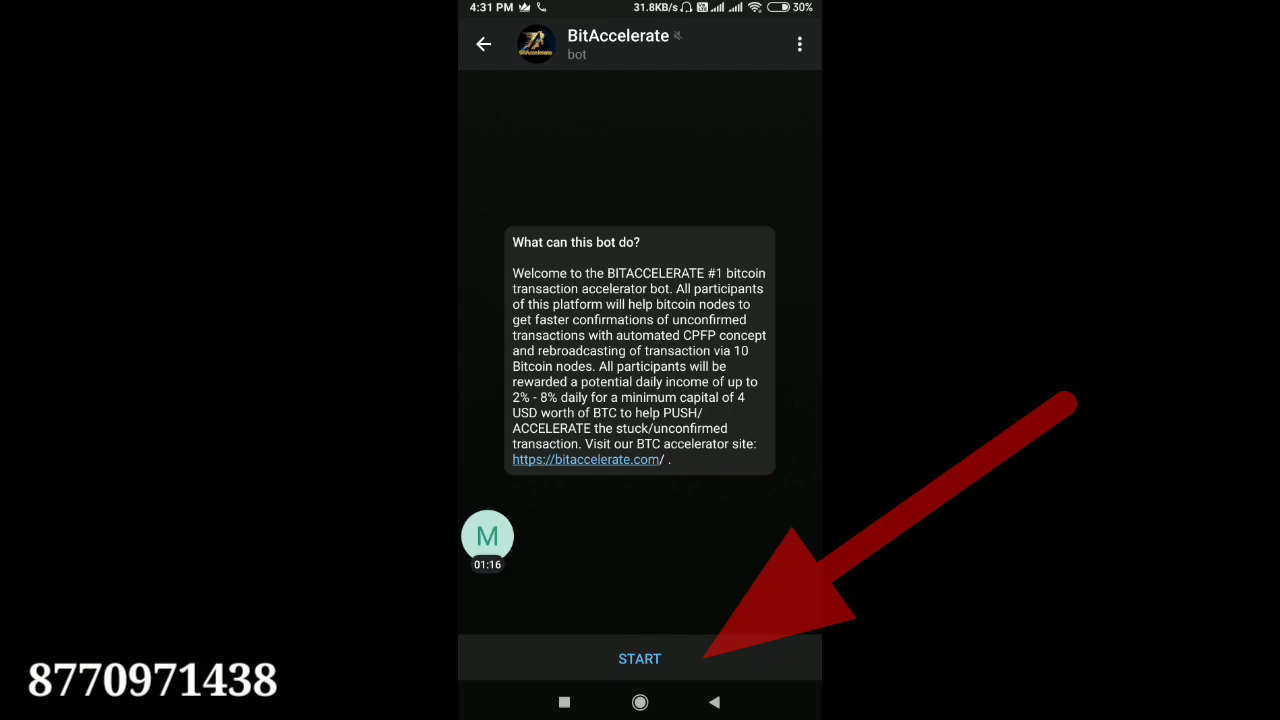 4:31 PM
31.8KB/s
30%
BitAccelerate
bot
What can this bot do?
Welcome to the BITACCELERATE #1 bitcoin
transaction accelerator bot. All participants
of this platform will help bitcoin nodes to
get faster confirmations of unconfirmed
transactions with automated CPFP concept
and rebroadcasting of transaction via 10
Bitcoin nodes. All participants will be
rewarded a potential daily income of up to
2% - 8% daily for a minimum capital of 4
USD worth of BTC to help PUSH/
ACCELERATE the stuck/unconfirmed
transaction. Visit our BTC accelerator site:
https://bitaccelerate.com/ .
M
01:16
START
8770971438